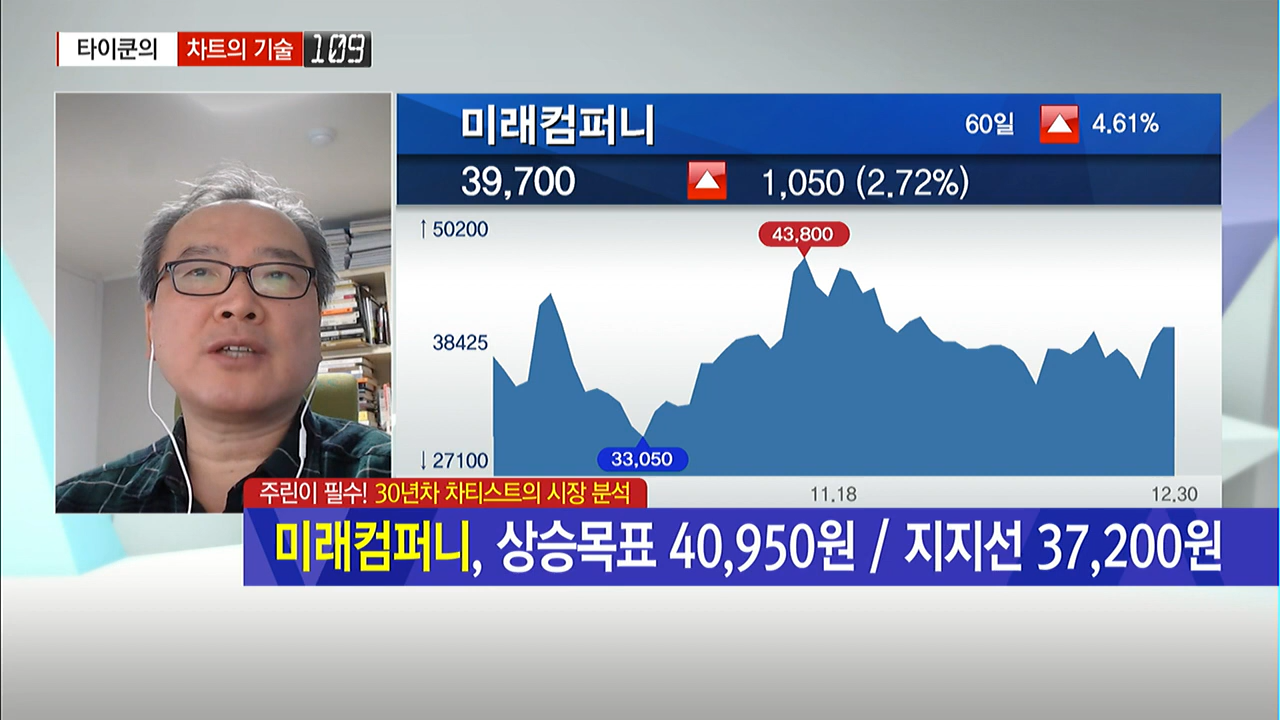 타이쿤의 차트의 기술 109
미래컴퍼니 60일 ▲ 4.61%
39,700 ▲ 1,050 (2.72%)
↑50200
43,800
38425
33,050
↓27100
11.18 12.30
주린이 필수! 30년차 차티스트의 시장 분석
미래컴퍼니, 상승목표 40,950원 / 지지선 37,200원